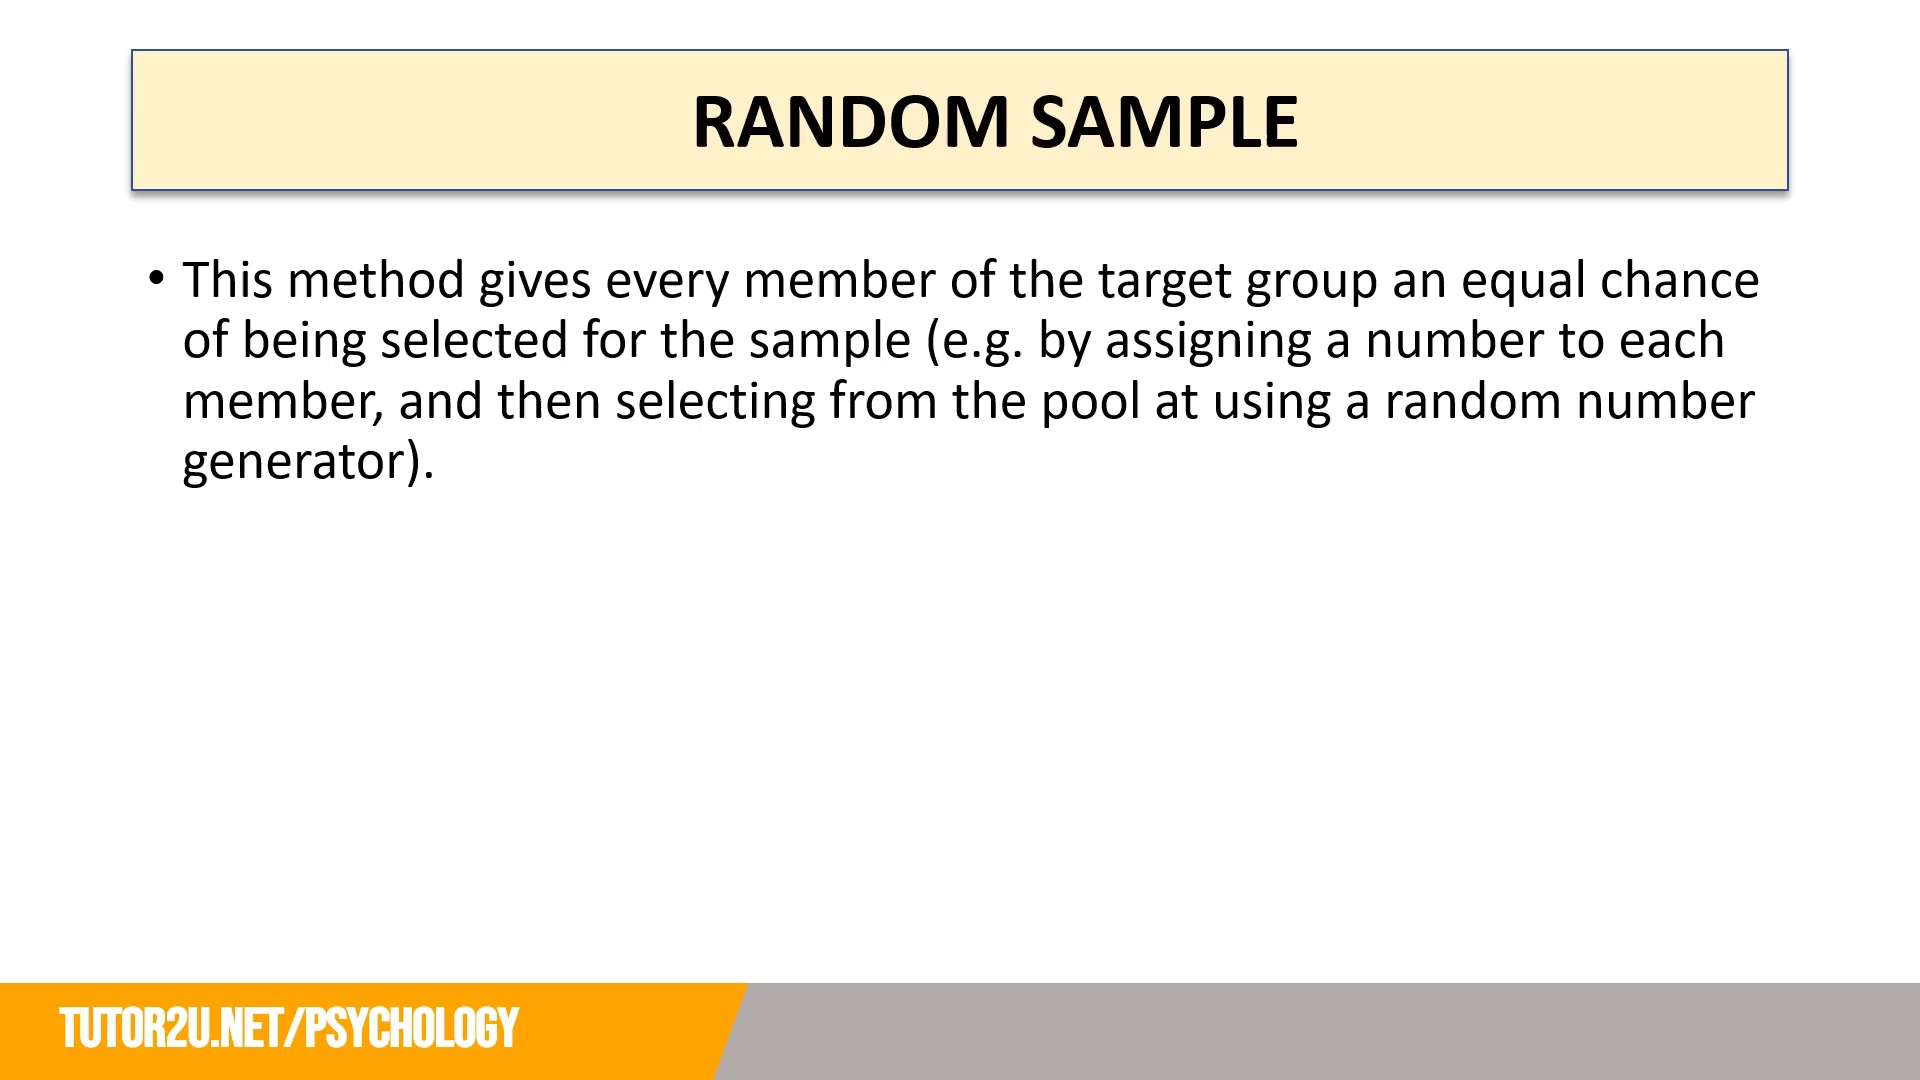 RANDOM SAMPLE
• This method gives every member of the target group an equal chance
of being selected for the sample (e.g. by assigning a number to each
member, and then selecting from the pool at using a random number
generator).
TUTOR2U.NET/PSYCHOLOGY